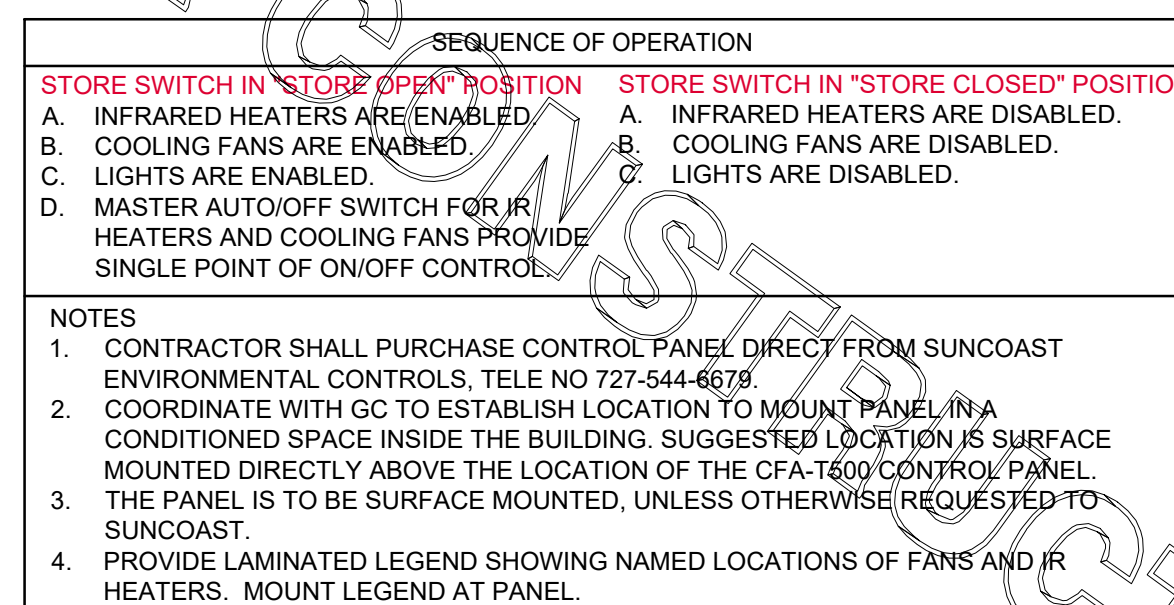 SEQUENCE OF OPERATION
STORE SWITCH IN "STORE OPEN" POSITION
A. INFRARED HEATERS ARE ENABLED.
B. COOLING FANS ARE ENABLED.
C. LIGHTS ARE ENABLED.
D. MASTER AUTO/OFF SWITCH FOR IR
HEATERS AND COOLING FANS PROVIDE
SINGLE POINT OF ON/OFF CONTROL.
STORE SWITCH IN "STORE CLOSED" POSITIO
A. INFRARED HEATERS ARE DISABLED.
B. COOLING FANS ARE DISABLED.
C. LIGHTS ARE DISABLED.
NOTES
1. CONTRACTOR SHALL PURCHASE CONTROL PANEL DIRECT FROM SUNCOAST
ENVIRONMENTAL CONTROLS, TELE NO 727-544-6679.
2. COORDINATE WITH GC TO ESTABLISH LOCATION TO MOUNT PANEL IN A
CONDITIONED SPACE INSIDE THE BUILDING. SUGGESTED LOCATION IS SURFACE
MOUNTED DIRECTLY ABOVE THE LOCATION OF THE CFA-T500 CONTROL PANEL.
3. THE PANEL IS TO BE SURFACE MOUNTED, UNLESS OTHERWISE REQUESTED TO
SUNCOAST.
4. PROVIDE LAMINATED LEGEND SHOWING NAMED LOCATIONS OF FANS AND IR
HEATERS. MOUNT LEGEND AT PANEL.
CONSTRUCT